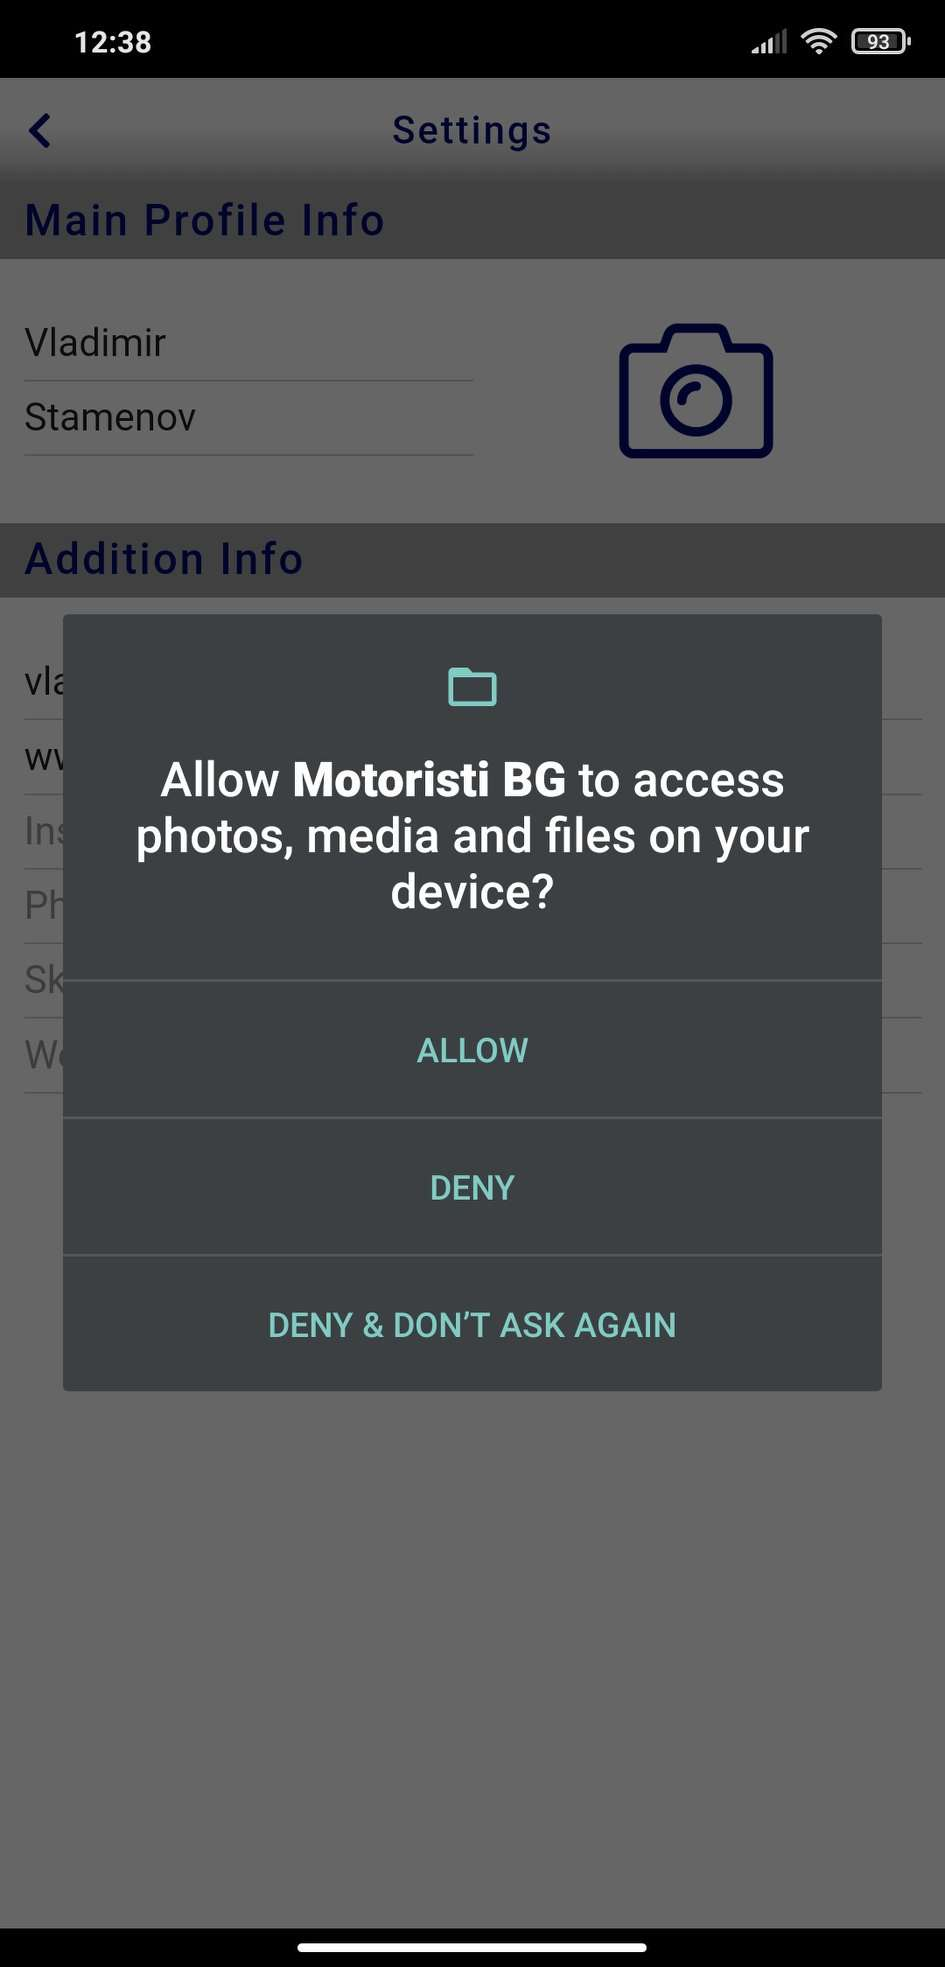 12:38
93
Settings
Main Profile Info
Vladimir
Stamenov
Addition Info
Allow Motoristi BG to access
photos, media and files on your
device?
ALLOW
DENY
DENY & DON'T ASK AGAIN